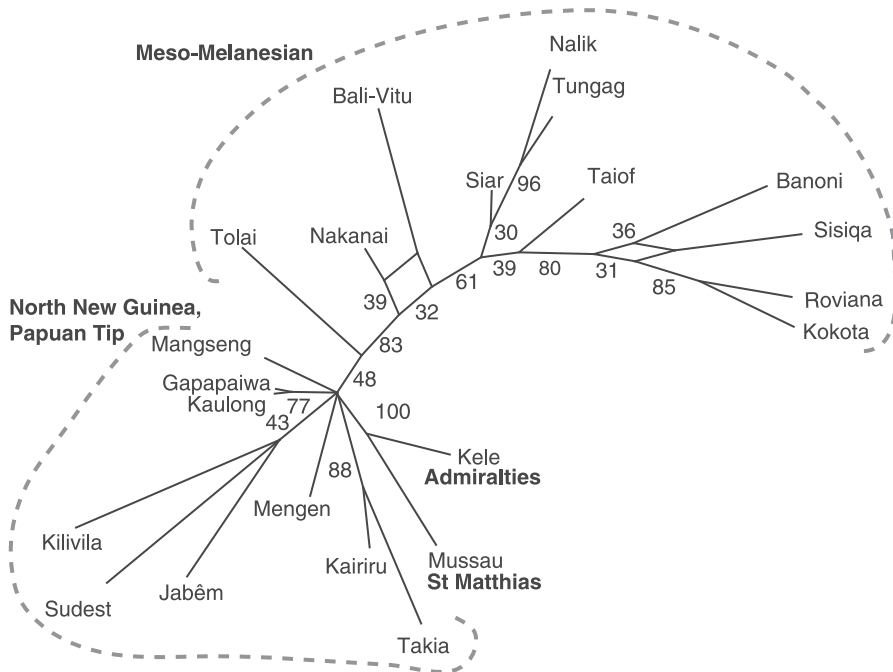 Nalik
Meso-Melanesian
Tungag
Bali-Vitu
Siar
96
Taiof
Banoni
36
Sisiqa
Tolai
Nakanai
30
39
80
31
61
85
Roviana
39
32
Kokota
North New Guinea,
Papuan Tip
Mangseng
83
48
Gapapaiwa
Kaulong
77
100
43
Kele
Admiralties
88
Mengen
Kilivila
Mussau
St Matthias
Kairiru
Jabêm
Sudest
Takia